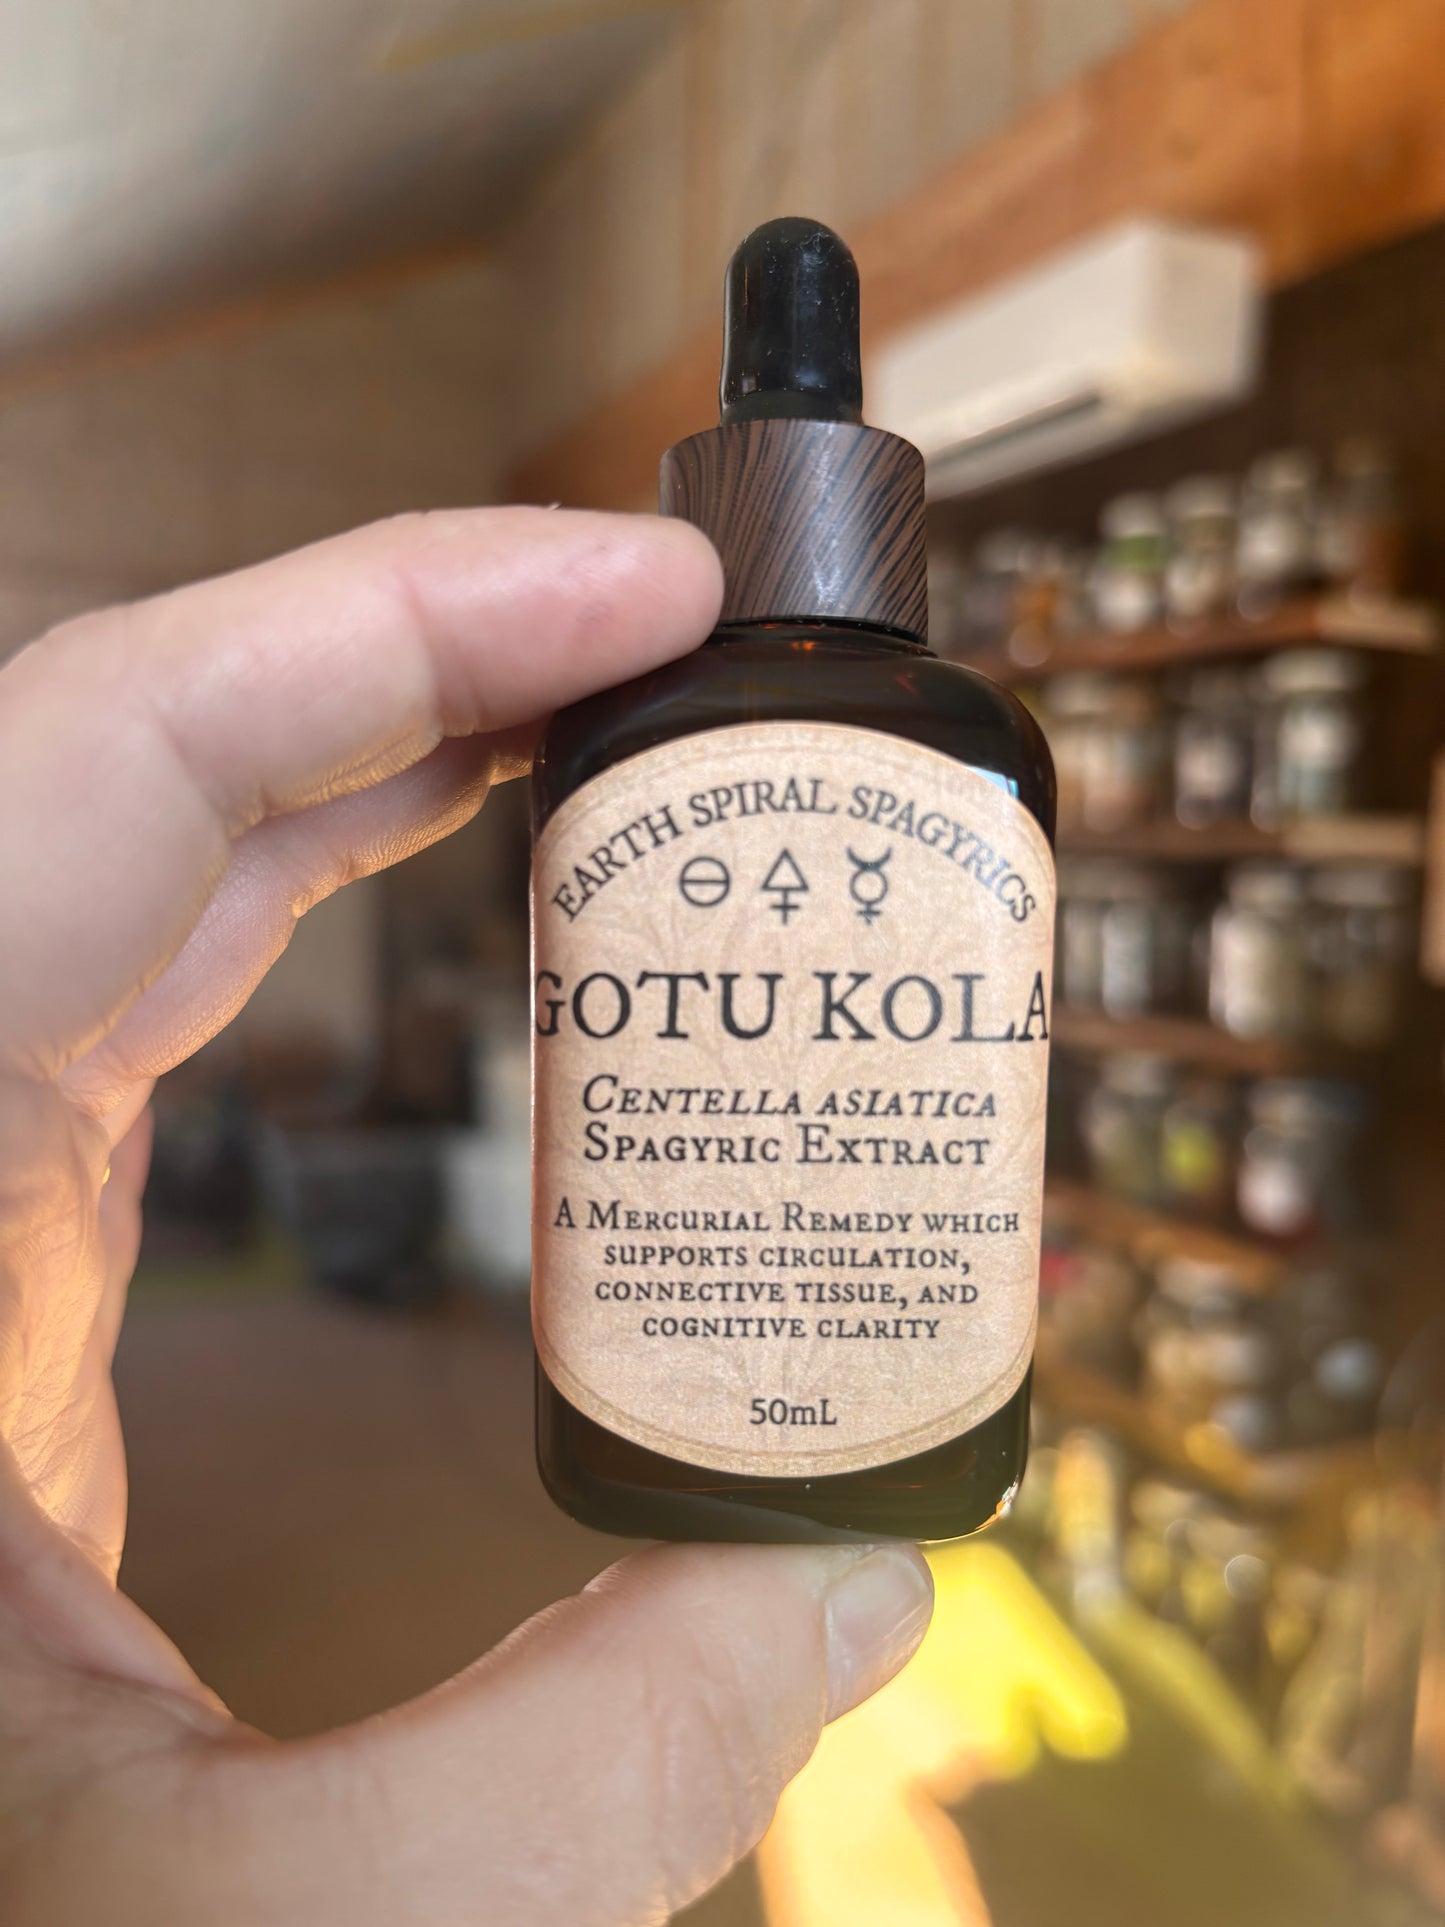 EARTH SPIRAL SPAGYRICS
GOTU KOLA
CENTELLA ASIATICA
SPAGYRIC EXTRACT
A MERCURIAL REMEDY WHICH
SUPPORTS CIRCULATION,
CONNECTIVE TISSUE, AND
COGNITIVE CLARITY
50mL